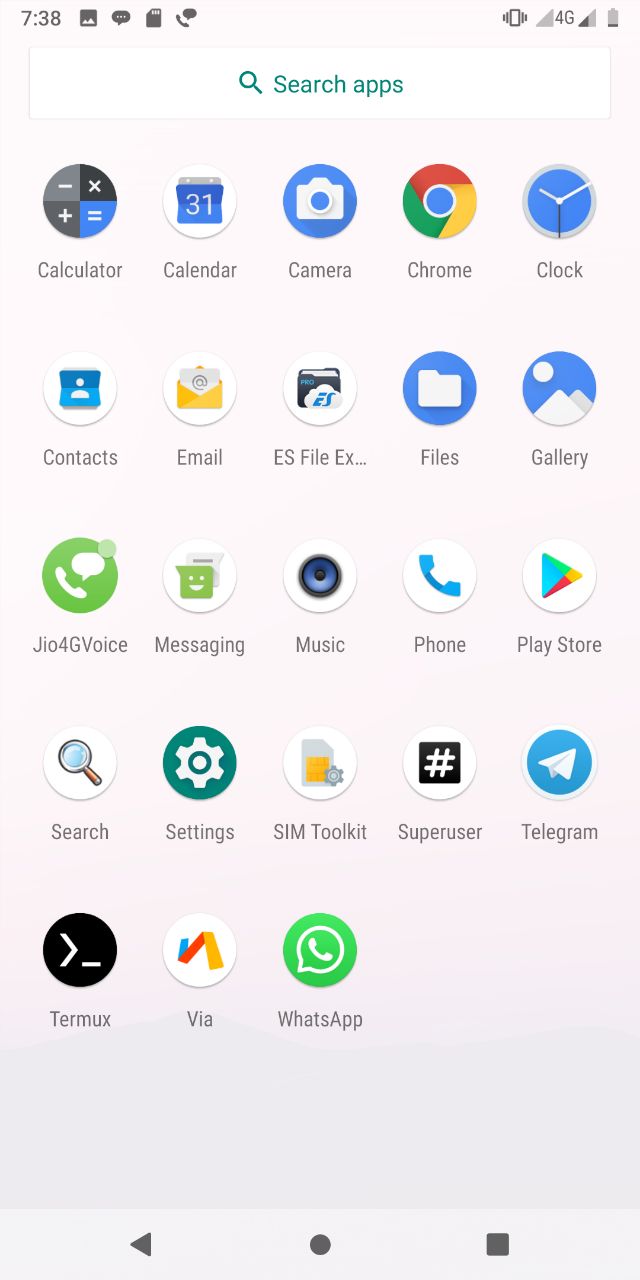 7:38
4G
Search apps
31
Calculator
Calendar
Camera
Chrome
Clock
@
PRO
ES
Contacts
Email
ES File Ex…
Files
Gallery
Jio4GVoice
Messaging
Music
Phone
Play Store
#
Search
Settings
SIM Toolkit
Superuser
Telegram
Termux
Via
WhatsApp